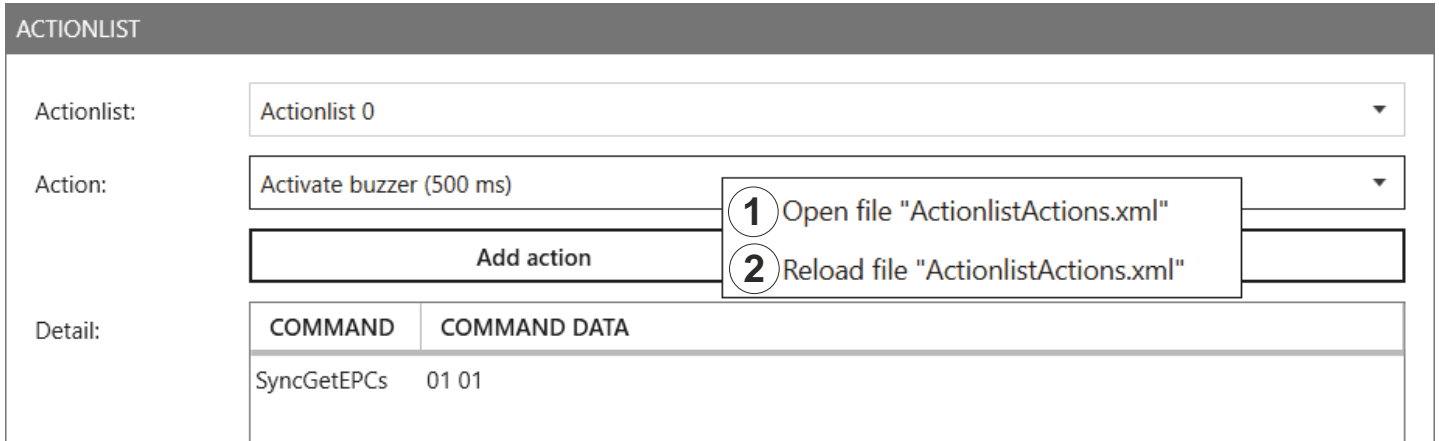 ACTIONLIST
Actionlist: Actionlist 0
Action: Activate buzzer (500 ms)
1 Open file "ActionlistActions.xml"
Add action
2 Reload file "ActionlistActions.xml"
Detail: COMMAND COMMAND DATA
SyncGetEPCs 01 01